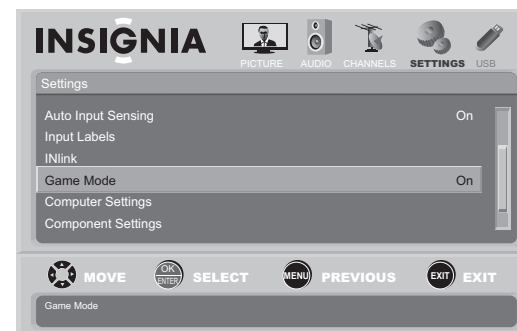 INSIGNIA
PICTURE AUDIO CHANNELS SETTINGS USB
Settings
Auto Input Sensing On
Input Labels
INlink
Game Mode On
Computer Settings
Component Settings
MOVE OK ENTER SELECT MENU PREVIOUS EXIT EXIT
Game Mode